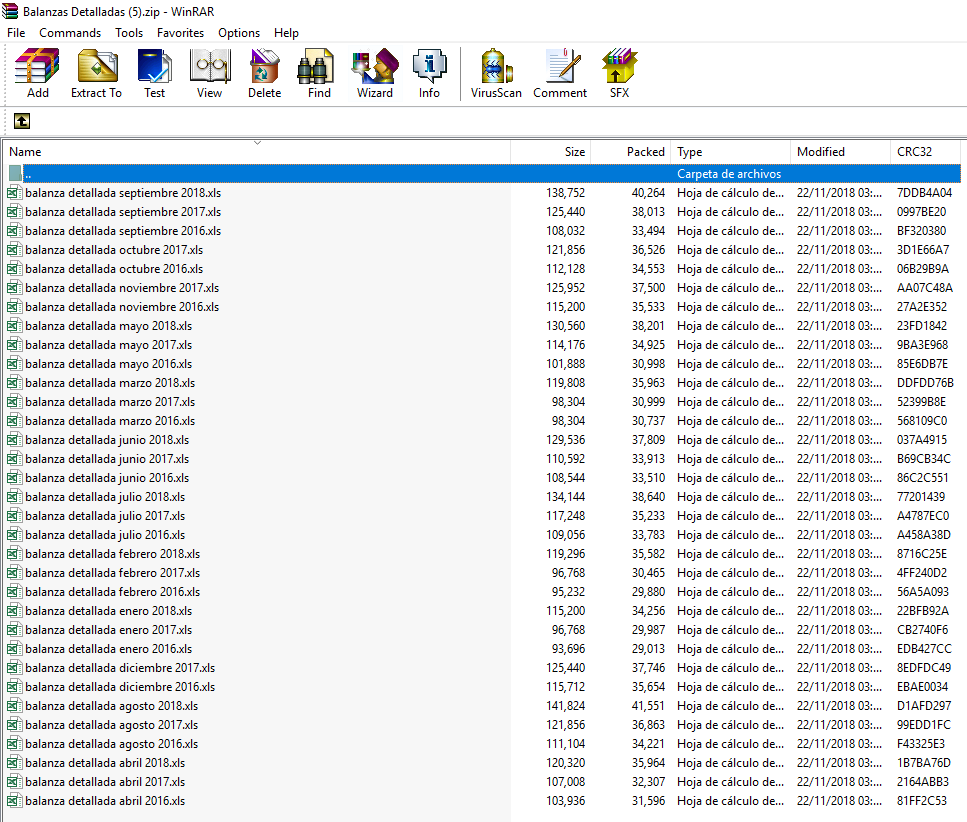 Balanzas Detalladas (5).zip - WinRAR
File Commands Tools Favorites Options Help
Add Extract To Test View Delete Find Wizard Info VirusScan Comment SFX
Name Size Packed Type Modified CRC32
.. Carpeta de archivos
balanza detallada septiembre 2018.xls 138,752 40,264 Hoja de cálculo de... 22/11/2018 03:... 7DDB4A04
balanza detallada septiembre 2017.xls 125,440 38,013 Hoja de cálculo de... 22/11/2018 03:... 0997BE20
balanza detallada septiembre 2016.xls 108,032 33,494 Hoja de cálculo de... 22/11/2018 03:... BF320380
balanza detallada octubre 2017.xls 121,856 36,526 Hoja de cálculo de... 22/11/2018 03:... 3D1E66A7
balanza detallada octubre 2016.xls 112,128 34,553 Hoja de cálculo de... 22/11/2018 03:... 06B29B9A
balanza detallada noviembre 2017.xls 125,952 37,500 Hoja de cálculo de... 22/11/2018 03:... AA07C48A
balanza detallada noviembre 2016.xls 115,200 35,533 Hoja de cálculo de... 22/11/2018 03:... 27A2E352
balanza detallada mayo 2018.xls 130,560 38,201 Hoja de cálculo de... 22/11/2018 03:... 23FD1842
balanza detallada mayo 2017.xls 114,176 34,925 Hoja de cálculo de... 22/11/2018 03:... 9BA3E968
balanza detallada mayo 2016.xls 101,888 30,998 Hoja de cálculo de... 22/11/2018 03:... 85E6DB7E
balanza detallada marzo 2018.xls 119,808 35,963 Hoja de cálculo de... 22/11/2018 03:... DDFDD76B
balanza detallada marzo 2017.xls 98,304 30,999 Hoja de cálculo de... 22/11/2018 03:... 52399B8E
balanza detallada marzo 2016.xls 98,304 30,737 Hoja de cálculo de... 22/11/2018 03:... 568109C0
balanza detallada junio 2018.xls 129,536 37,809 Hoja de cálculo de... 22/11/2018 03:... 037A4915
balanza detallada junio 2017.xls 110,592 33,913 Hoja de cálculo de... 22/11/2018 03:... B69CB34C
balanza detallada junio 2016.xls 108,544 33,510 Hoja de cálculo de... 22/11/2018 03:... 86C2C551
balanza detallada julio 2018.xls 134,144 38,640 Hoja de cálculo de... 22/11/2018 03:... 77201439
balanza detallada julio 2017.xls 117,248 35,233 Hoja de cálculo de... 22/11/2018 03:... A4787EC0
balanza detallada julio 2016.xls 109,056 33,783 Hoja de cálculo de... 22/11/2018 03:... A458A38D
balanza detallada febrero 2018.xls 119,296 35,582 Hoja de cálculo de... 22/11/2018 03:... 8716C25E
balanza detallada febrero 2017.xls 96,768 30,465 Hoja de cálculo de... 22/11/2018 03:... 4FF240D2
balanza detallada febrero 2016.xls 95,232 29,880 Hoja de cálculo de... 22/11/2018 03:... 56A5A093
balanza detallada enero 2018.xls 115,200 34,256 Hoja de cálculo de... 22/11/2018 03:... 22BFB92A
balanza detallada enero 2017.xls 96,768 29,987 Hoja de cálculo de... 22/11/2018 03:... CB2740F6
balanza detallada enero 2016.xls 93,696 29,013 Hoja de cálculo de... 22/11/2018 03:... EDB427CC
balanza detallada diciembre 2017.xls 125,440 37,746 Hoja de cálculo de... 22/11/2018 03:... 8EDFDC49
balanza detallada diciembre 2016.xls 115,712 35,654 Hoja de cálculo de... 22/11/2018 03:... EBAE0034
balanza detallada agosto 2018.xls 141,824 41,551 Hoja de cálculo de... 22/11/2018 03:... D1AFD297
balanza detallada agosto 2017.xls 121,856 36,863 Hoja de cálculo de... 22/11/2018 03:... 99EDD1FC
balanza detallada agosto 2016.xls 111,104 34,221 Hoja de cálculo de... 22/11/2018 03:... F43325E3
balanza detallada abril 2018.xls 120,320 35,964 Hoja de cálculo de... 22/11/2018 03:... 1B7BA76D
balanza detallada abril 2017.xls 107,008 32,307 Hoja de cálculo de... 22/11/2018 03:... 2164ABB3
balanza detallada abril 2016.xls 103,936 31,596 Hoja de cálculo de... 22/11/2018 03:... 81FF2C53